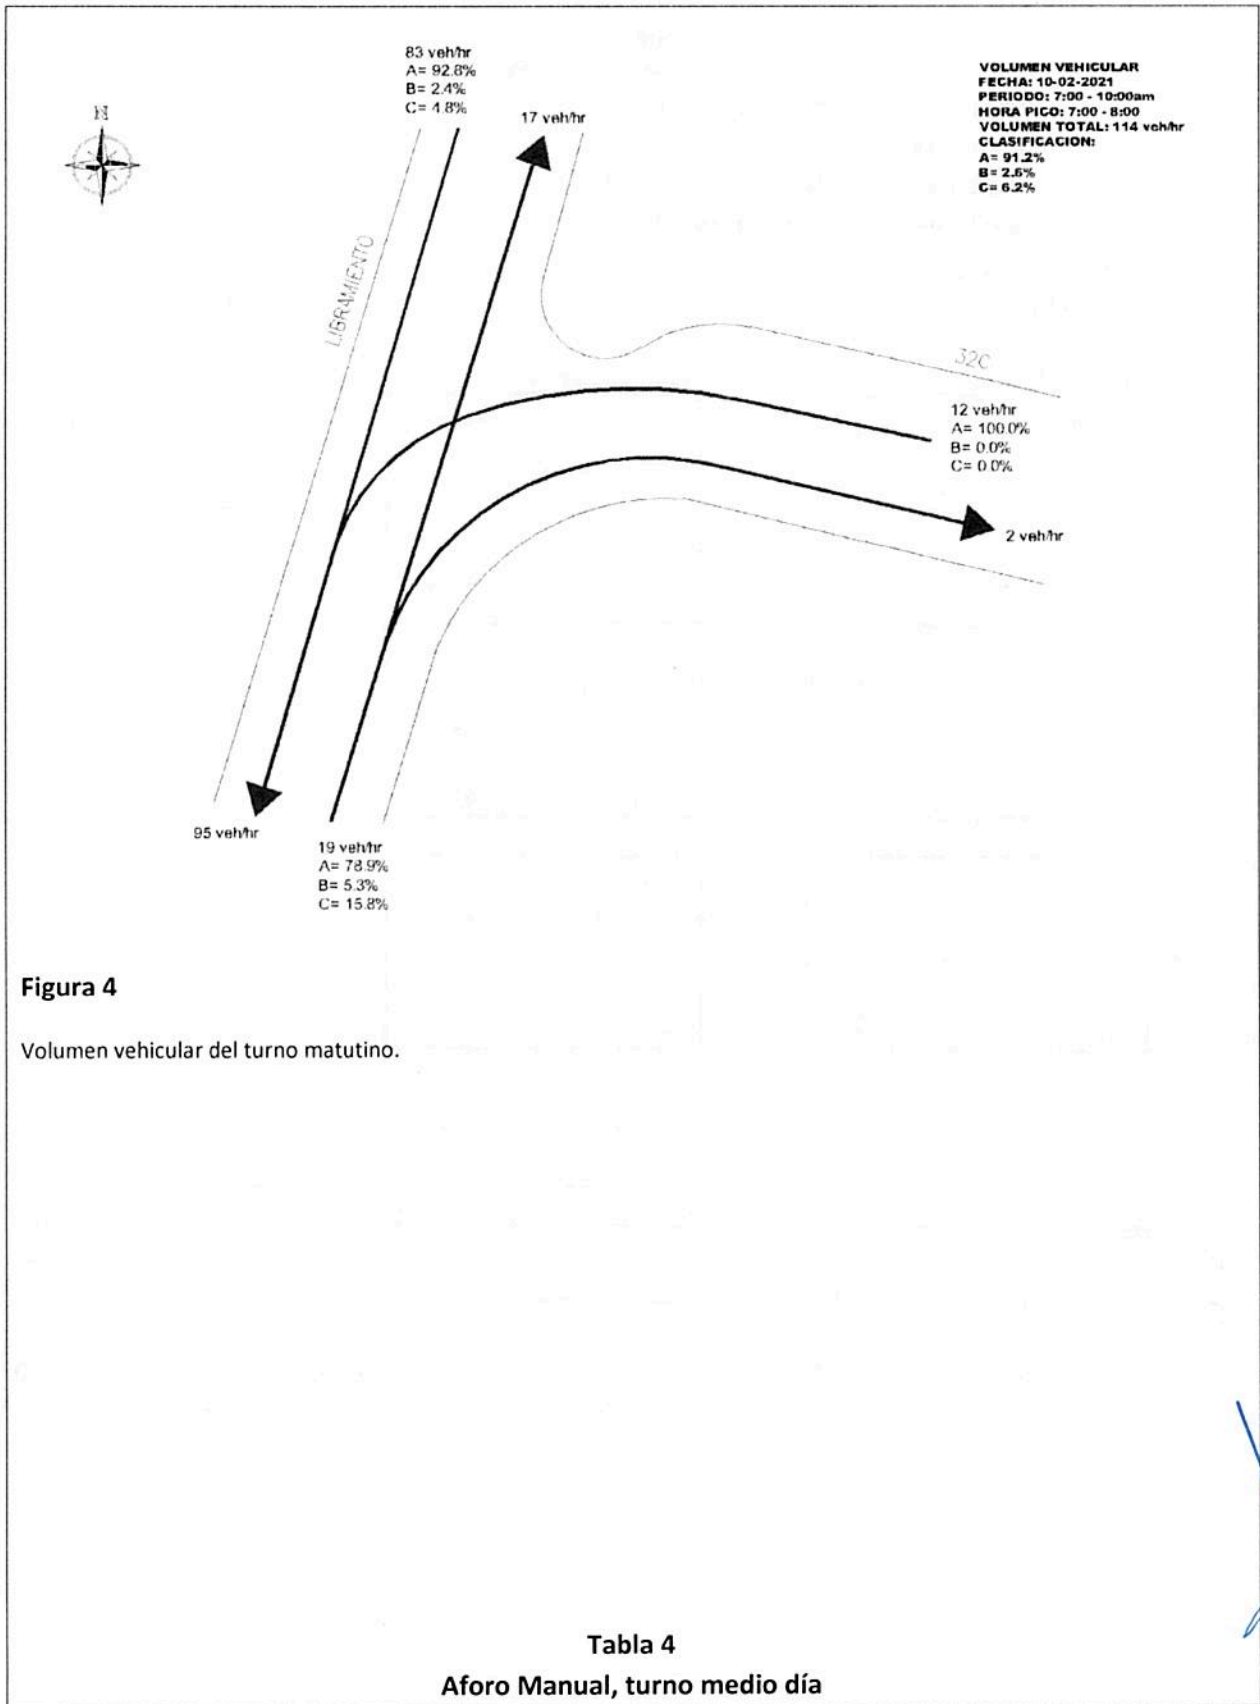 83 veh/hr
A= 92.8%
B= 2.4%
C= 4.8%
17 veh/hr
VOLUMEN VEHICULAR
FECHA: 10-02-2021
PERIODO: 7:00 - 10:00am
HORA PICO: 7:00 - 8:00
VOLUMEN TOTAL: 114 veh/hr
CLASIFICACION:
A= 91.2%
B= 2.6%
C= 6.2%
N
LIBRAMIENTO
32C
12 veh/hr
A= 100.0%
B= 0.0%
C= 0.0%
2 veh/hr
95 veh/hr
19 veh/hr
A= 78.9%
B= 5.3%
C= 15.8%
Figura 4
Volumen vehicular del turno matutino.
Tabla 4
Aforo Manual, turno medio día